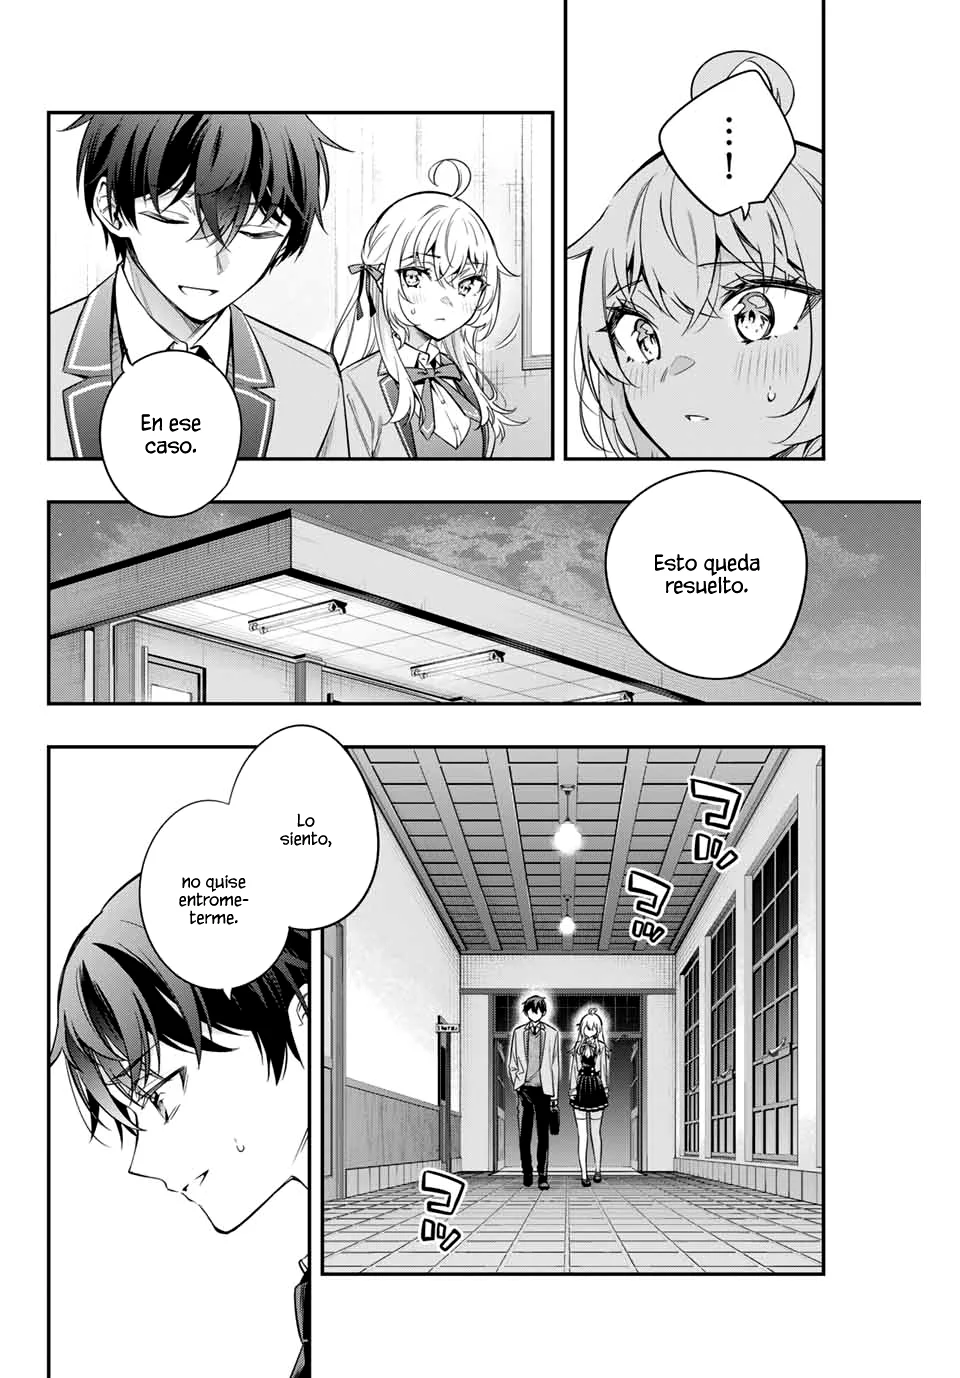 …!
En ese
caso.
Esto queda
resuelto.
コツ
コツ
コツ
Lo
siento,
no quise
entrome-
terme.